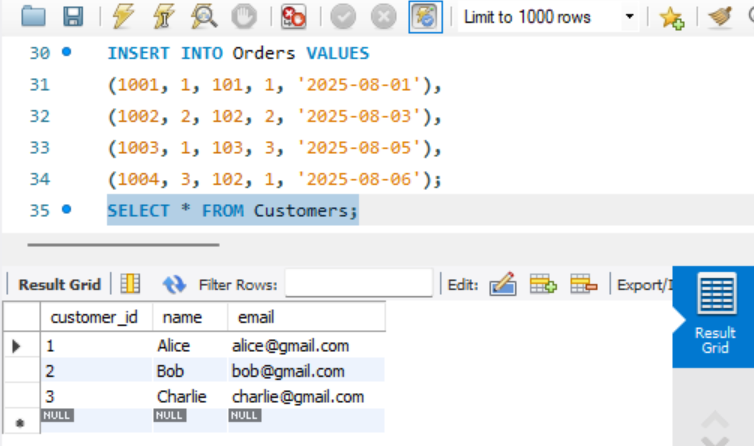 Limit to 1000 rows
30 INSERT INTO Orders VALUES
31 (1001, 1, 101, 1, '2025-08-01'),
32 (1002, 2, 102, 2, '2025-08-03'),
33 (1003, 1, 103, 3, '2025-08-05'),
34 (1004, 3, 102, 1, '2025-08-06');
35 SELECT * FROM Customers;
Result Grid Filter Rows: Edit: Export/I
Result
Grid
customer_id name email
1 Alice alice@gmail.com
2 Bob bob@gmail.com
3 Charlie charlie@gmail.com
NULL NULL NULL